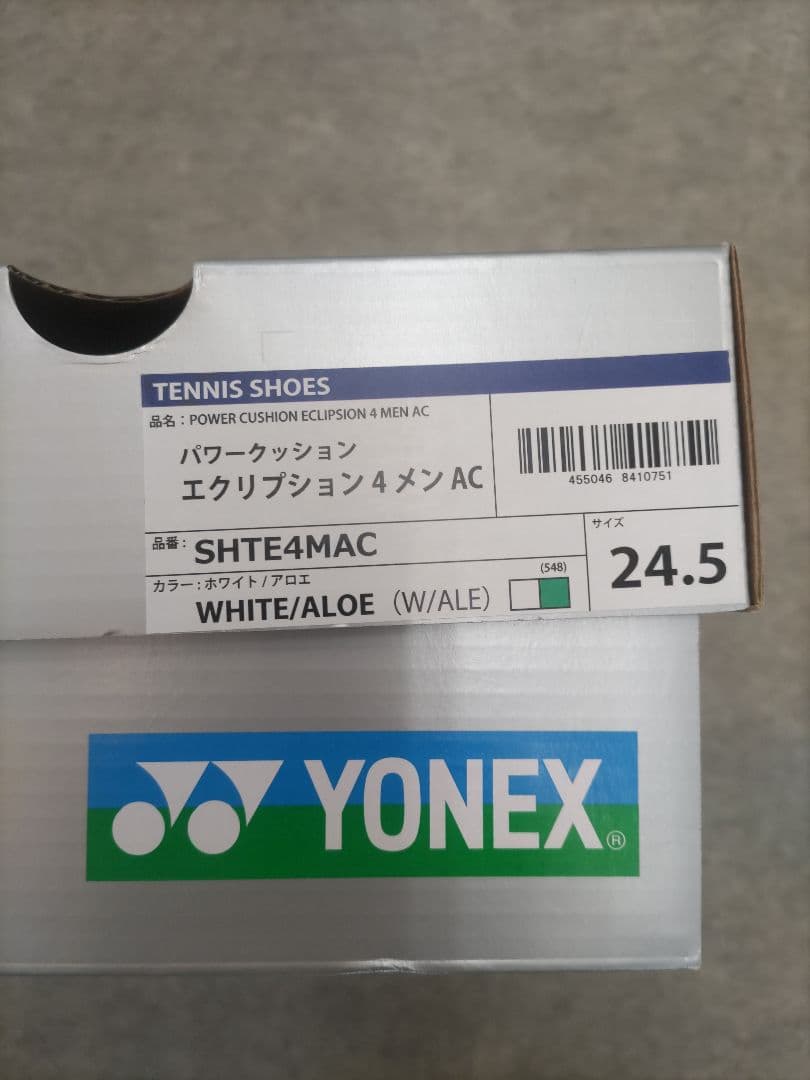 TENNIS SHOES
品名：POWER CUSHION ECLIPSION 4 MEN AC
パワークッション
エクリプション 4 メン AC
455046 8410751
品番：SHTE4MAC
サイズ
24.5
カラー：ホワイト / アロエ
WHITE/ALOE (W/ALE)
(548)
YONEX®